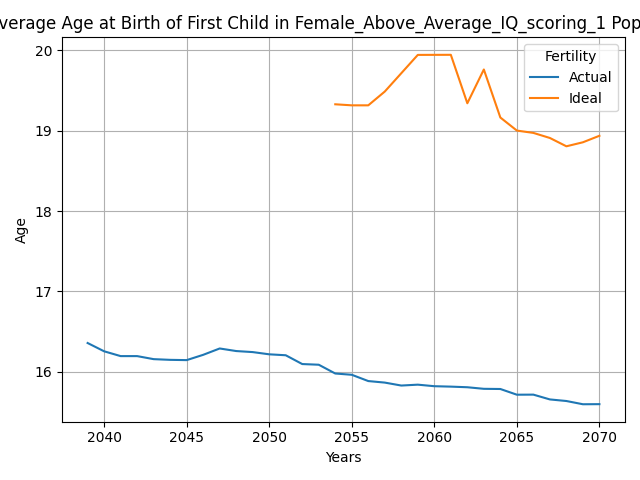 verage Age at Birth of First Child in Female_Above_Average_IQ_scoring_1 Pop
Fertility
Actual
Ideal
20
19
18
17
16
Age
2040 2045 2050 2055 2060 2065 2070
Years